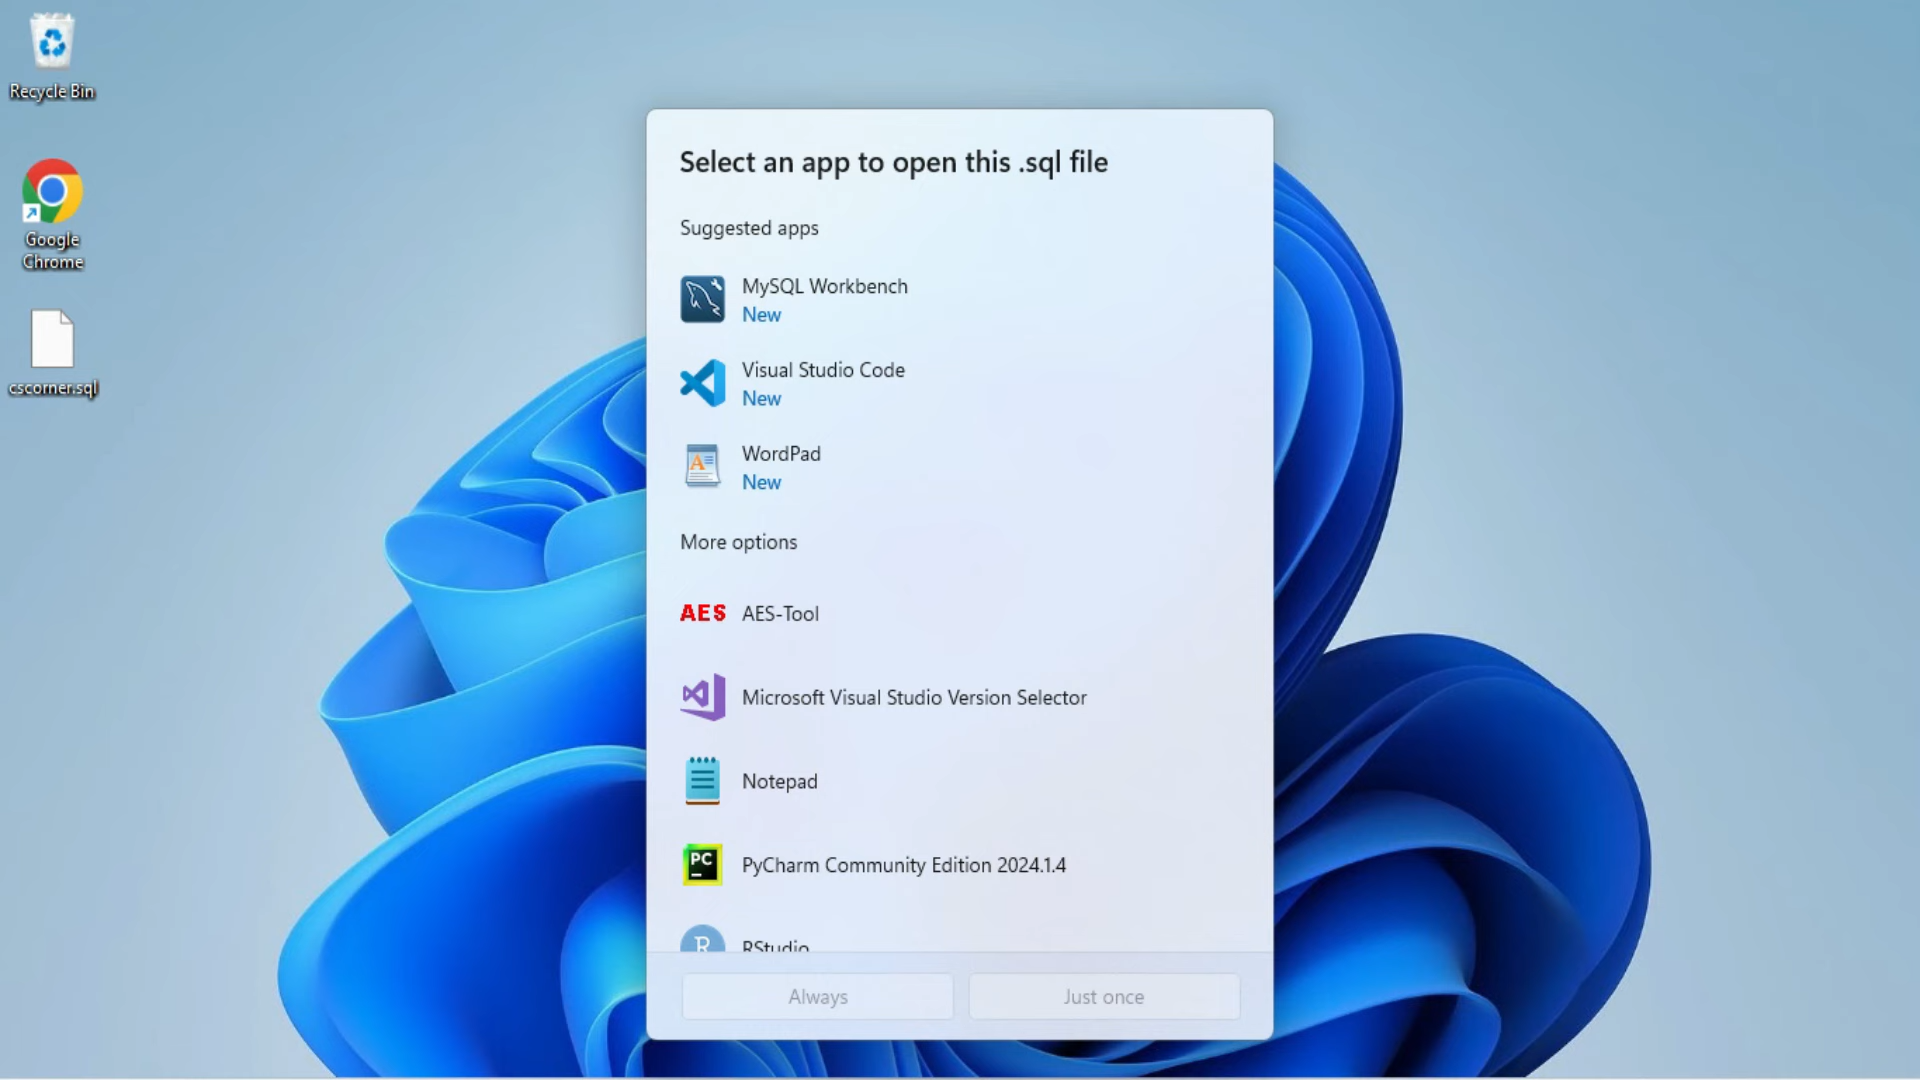 Recycle Bin
Google
Chrome
cscorner.sql
Select an app to open this .sql file
Suggested apps
MySQL Workbench
New
Visual Studio Code
New
WordPad
New
More options
AES AES-Tool
Microsoft Visual Studio Version Selector
Notepad
PC PyCharm Community Edition 2024.1.4
R RStudio
Always Just once